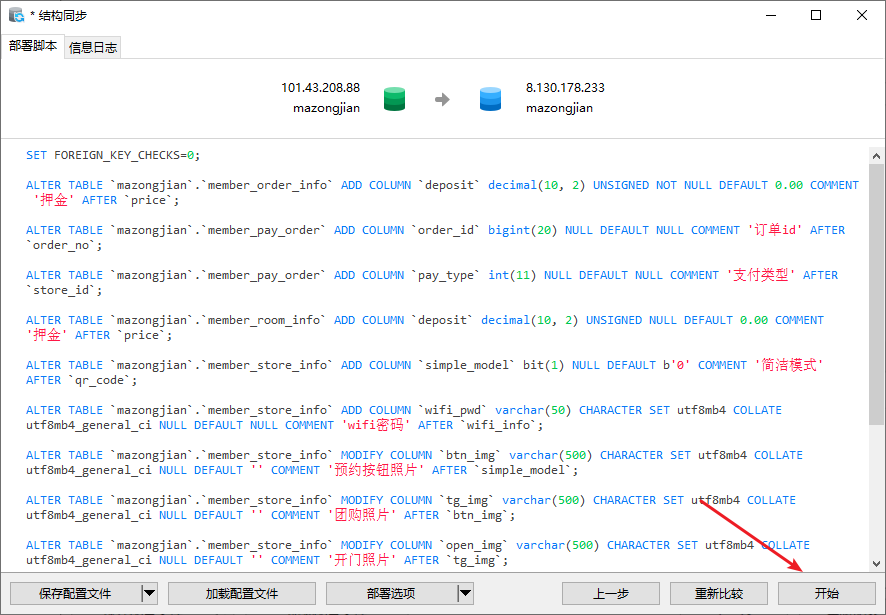 * 结构同步
部署脚本 信息日志
101.43.208.88 8.130.178.233
mazongjian mazongjian
SET FOREIGN_KEY_CHECKS=0;
ALTER TABLE `mazongjian`.`member_order_info` ADD COLUMN `deposit` decimal(10, 2) UNSIGNED NOT NULL DEFAULT 0.00 COMMENT
'押金' AFTER `price`;
ALTER TABLE `mazongjian`.`member_pay_order` ADD COLUMN `order_id` bigint(20) NULL DEFAULT NULL COMMENT '订单id' AFTER
`order_no`;
ALTER TABLE `mazongjian`.`member_pay_order` ADD COLUMN `pay_type` int(11) NULL DEFAULT NULL COMMENT '支付类型' AFTER
`store_id`;
ALTER TABLE `mazongjian`.`member_room_info` ADD COLUMN `deposit` decimal(10, 2) UNSIGNED NULL DEFAULT 0.00 COMMENT
'押金' AFTER `price`;
ALTER TABLE `mazongjian`.`member_store_info` ADD COLUMN `simple_model` bit(1) NULL DEFAULT b'0' COMMENT '简洁模式'
AFTER `qr_code`;
ALTER TABLE `mazongjian`.`member_store_info` ADD COLUMN `wifi_pwd` varchar(50) CHARACTER SET utf8mb4 COLLATE
utf8mb4_general_ci NULL DEFAULT NULL COMMENT 'wifi密码' AFTER `wifi_info`;
ALTER TABLE `mazongjian`.`member_store_info` MODIFY COLUMN `btn_img` varchar(500) CHARACTER SET utf8mb4 COLLATE
utf8mb4_general_ci NULL DEFAULT '' COMMENT '预约按钮照片' AFTER `simple_model`;
ALTER TABLE `mazongjian`.`member_store_info` MODIFY COLUMN `tg_img` varchar(500) CHARACTER SET utf8mb4 COLLATE
utf8mb4_general_ci NULL DEFAULT '' COMMENT '团购照片' AFTER `btn_img`;
ALTER TABLE `mazongjian`.`member_store_info` MODIFY COLUMN `open_img` varchar(500) CHARACTER SET utf8mb4 COLLATE
utf8mb4_general_ci NULL DEFAULT '' COMMENT '开门照片' AFTER `tg_img`;
保存配置文件 加载配置文件 部署选项 上一步 重新比较 开始